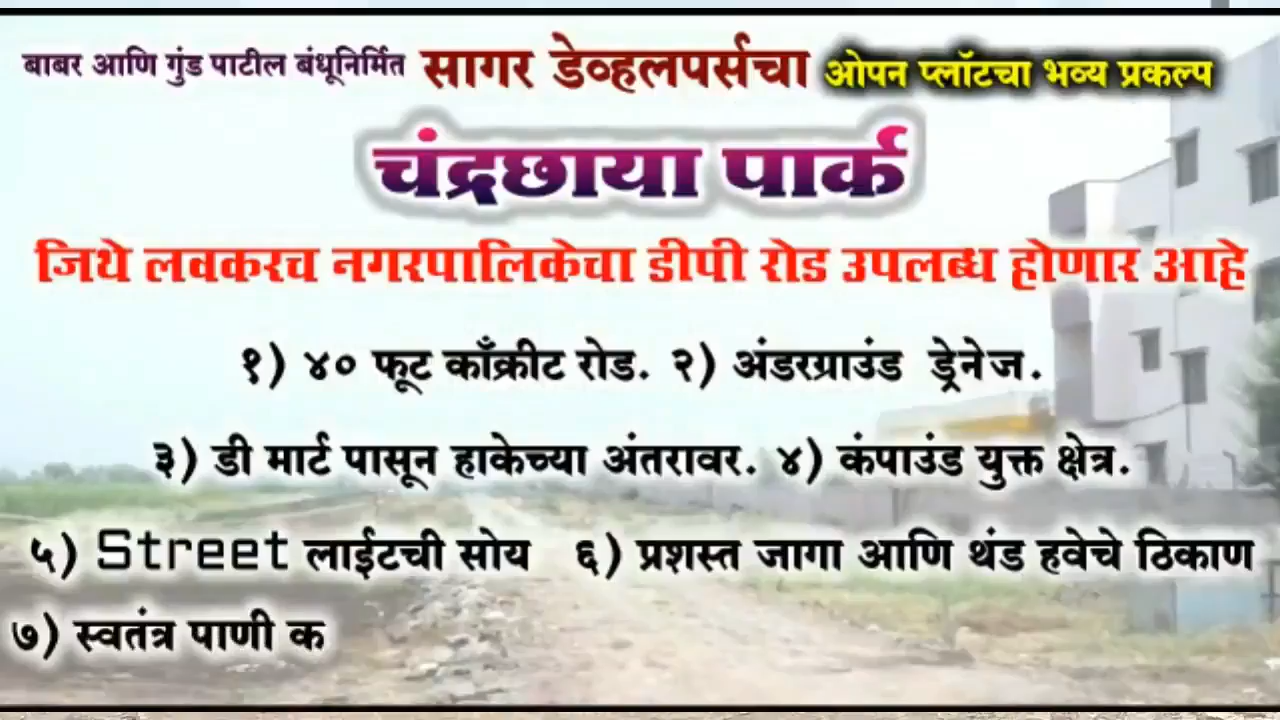 बाबर आणि गुंड पाटील बंधूनिर्मित सागर डेव्हलपर्सचा ओपन प्लॉटचा भव्य प्रकल्प
चंद्रछाया पार्क
जिथे लवकरच नगरपालिकेचा डीपी रोड उपलब्ध होणार आहे
१) ४० फूट काँक्रीट रोड. २) अंडरग्राउंड ड्रेनेज.
३) डी मार्ट पासून हाकेच्या अंतरावर. ४) कंपाउंड युक्त क्षेत्र.
५) Street लाईटची सोय ६) प्रशस्त जागा आणि थंड हवेचे ठिकाण
७) स्वतंत्र पाणी क